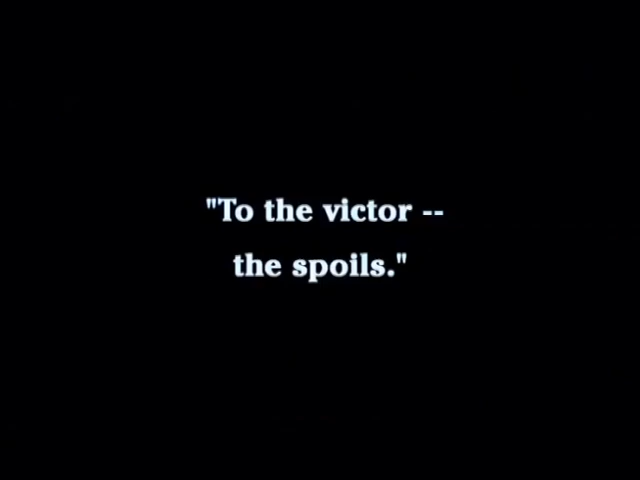 "To the victor --
the spoils."